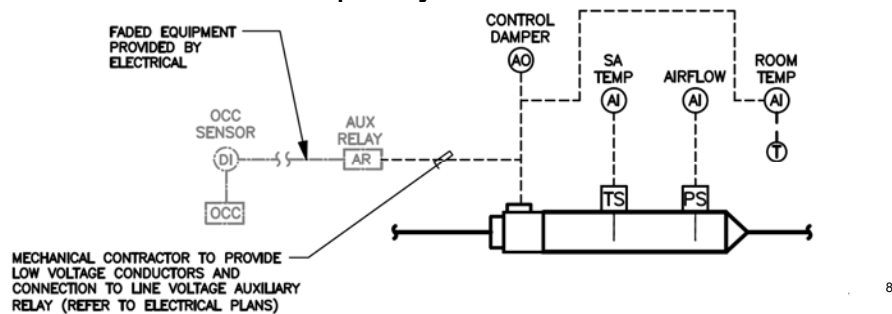 FADED EQUIPMENT
PROVIDED BY
ELECTRICAL
CONTROL
DAMPER
AO
SA
TEMP
AI
AIRFLOW
AI
ROOM
TEMP
AI
T
OCC
SENSOR
DI
OCC
AUX
RELAY
AR
TS
PS
MECHANICAL CONTRACTOR TO PROVIDE
LOW VOLTAGE CONDUCTORS AND
CONNECTION TO LINE VOLTAGE AUXILIARY
RELAY (REFER TO ELECTRICAL PLANS)
8